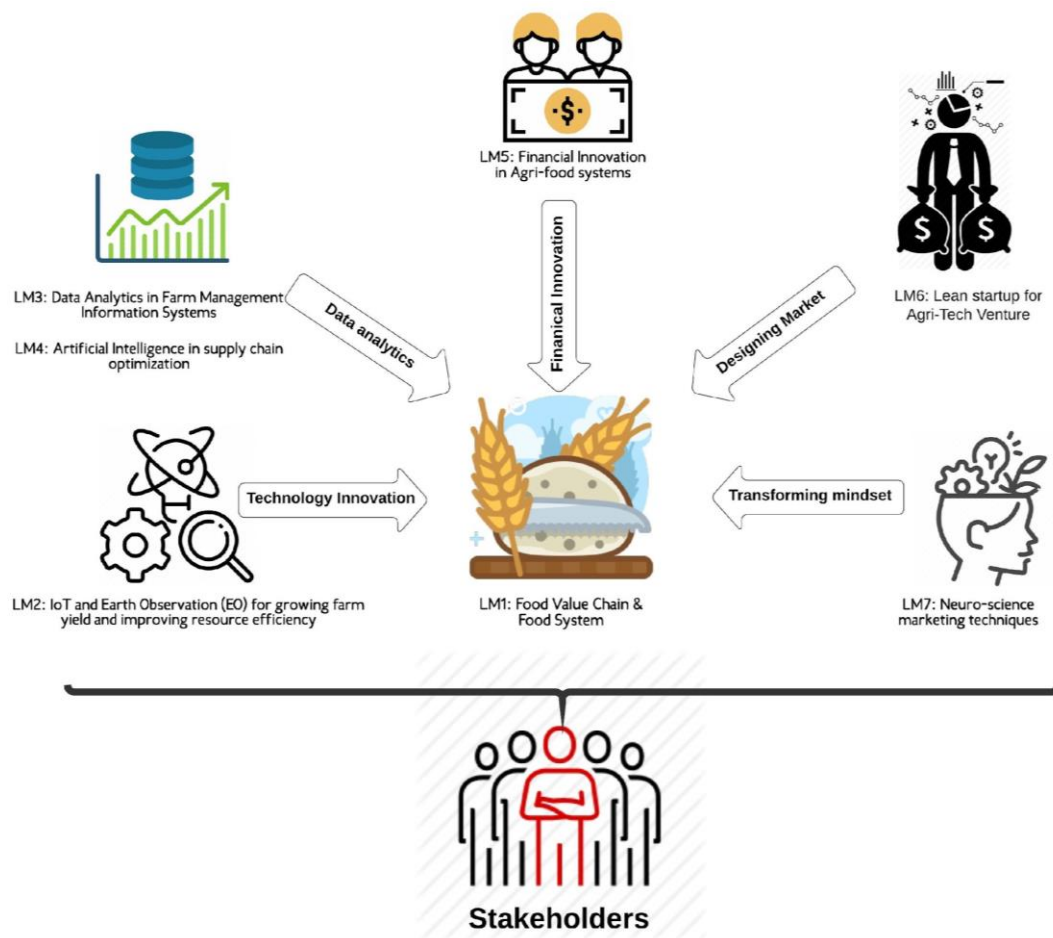 LM5: Financial Innovation
in Agri-food systems
LM3: Data Analytics in Farm Management
Information Systems
LM4: Artificial Intelligence in supply chain
optimization
LM6: Lean startup for
Agri-Tech Venture
Data analytics
Finanical Innovation
Designing Market
Technology Innovation
Transforming mindset
LM2: IoT and Earth Observation (EO) for growing farm
yield and improving resource efficiency
LM1: Food Value Chain &
Food System
LM7: Neuro-science
marketing techniques
Stakeholders